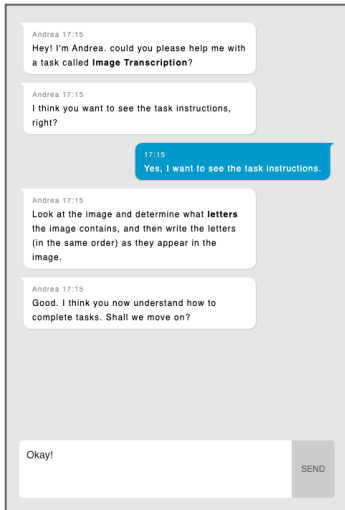 Andrea 17:15
Hey! I'm Andrea. could you please help me with
a task called Image Transcription?
Andrea 17:15
I think you want to see the task instructions,
right?
17:15
Yes, I want to see the task instructions.
Andrea 17:15
Look at the image and determine what letters
the image contains, and then write the letters
(in the same order) as they appear in the
image.
Andrea 17:15
Good. I think you now understand how to
complete tasks. Shall we move on?
Okay!
SEND